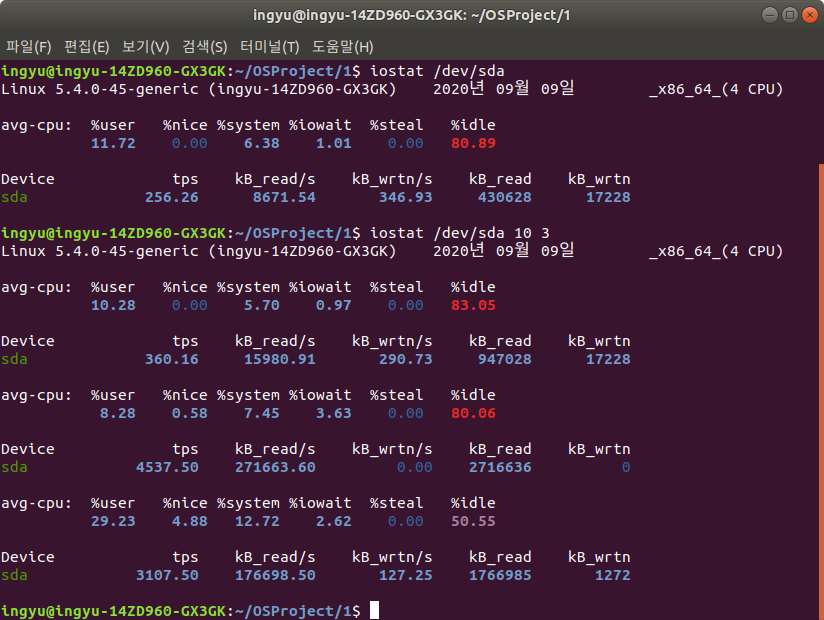 ingyu@ingyu-14ZD960-GX3GK: ~/OSProject/1
파일(F) 편집(E) 보기(V) 검색(S) 터미널(T) 도움말(H)
ingyu@ingyu-14ZD960-GX3GK:~/OSProject/1$ iostat /dev/sda
Linux 5.4.0-45-generic (ingyu-14ZD960-GX3GK) 2020년 09월 09일 _x86_64_(4 CPU)
avg-cpu: %user %nice %system %iowait %steal %idle
11.72 0.00 6.38 1.01 0.00 80.89
Device tps kB_read/s kB_wrtn/s kB_read kB_wrtn
sda 256.26 8671.54 346.93 430628 17228
ingyu@ingyu-14ZD960-GX3GK:~/OSProject/1$ iostat /dev/sda 10 3
Linux 5.4.0-45-generic (ingyu-14ZD960-GX3GK) 2020년 09월 09일 _x86_64_(4 CPU)
avg-cpu: %user %nice %system %iowait %steal %idle
10.28 0.00 5.70 0.97 0.00 83.05
Device tps kB_read/s kB_wrtn/s kB_read kB_wrtn
sda 360.16 15980.91 290.73 947028 17228
avg-cpu: %user %nice %system %iowait %steal %idle
8.28 0.58 7.45 3.63 0.00 80.06
Device tps kB_read/s kB_wrtn/s kB_read kB_wrtn
sda 4537.50 271663.60 0.00 2716636 0
avg-cpu: %user %nice %system %iowait %steal %idle
29.23 4.88 12.72 2.62 0.00 50.55
Device tps kB_read/s kB_wrtn/s kB_read kB_wrtn
sda 3107.50 176698.50 127.25 1766985 1272
ingyu@ingyu-14ZD960-GX3GK:~/OSProject/1$